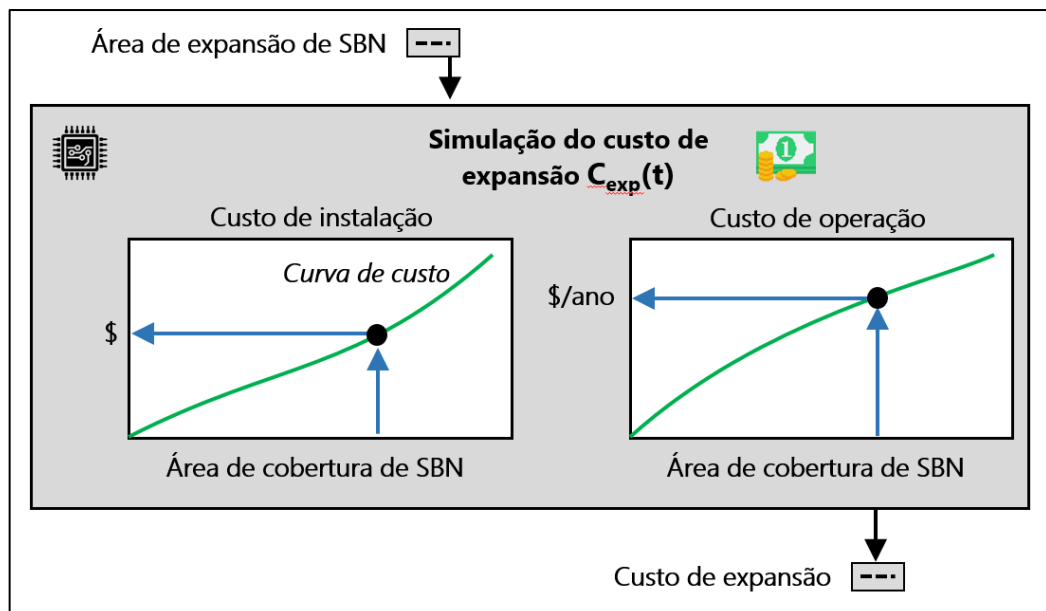 Área de expansão de SBN
Simulação do custo de
expansão Cexp(t)
1
Custo de instalação
Custo de operação
Curva de custo
$
$/ano
Área de cobertura de SBN
Área de cobertura de SBN
Custo de expansão